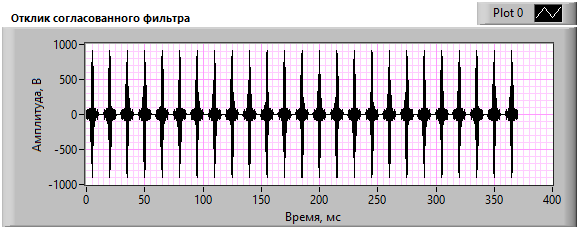 Отклик согласованного фильтра
Plot 0
Амплитуда, В
1000
500
0
-500
-1000
0 50 100 150 200 250 300 350 400
Время, мс